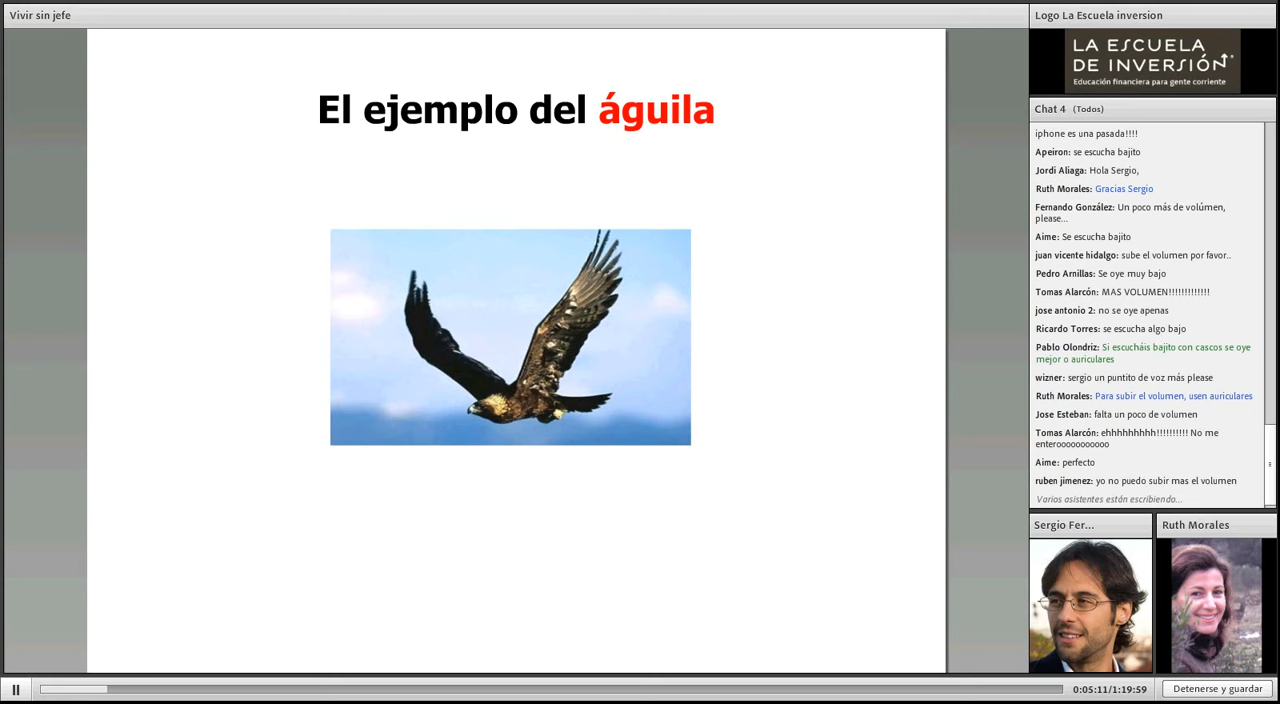 Vivir sin jefe
El ejemplo del águila
Logo La Escuela inversion
LA ESCUELA
DE INVERSIÓN
Educación financiera para gente corriente
Chat 4 (Todos)
iphone es una pasada!!!!
Apeiron: se escucha bajito
Jordi Aliaga: Hola Sergio,
Ruth Morales: Gracias Sergio
Fernando González: Un poco más de volúmen,
please...
Aime: Se escucha bajito
juan vicente hidalgo: sube el volumen por favor..
Pedro Arnillas: Se oye muy bajo
Tomas Alarcón: MAS VOLUMEN!!!!!!!!!!!!!
jose antonio 2: no se oye apenas
Ricardo Torres: se escucha algo bajo
Pablo Olondriz: Si escucháis bajito con cascos se oye
mejor o auriculares
wizner: sergio un puntito de voz más please
Ruth Morales: Para subir el volumen, usen auriculares
Jose Esteban: falta un poco de volumen
Tomas Alarcón: ehhhhhhhhh!!!!!!!!!! No me
enterooooooooooo
Aime: perfecto
ruben jimenez: yo no puedo subir mas el volumen
Varios asistentes están escribiendo...
Sergio Fer...
Ruth Morales
0:05:11/1:19:59
Detenerse y guardar